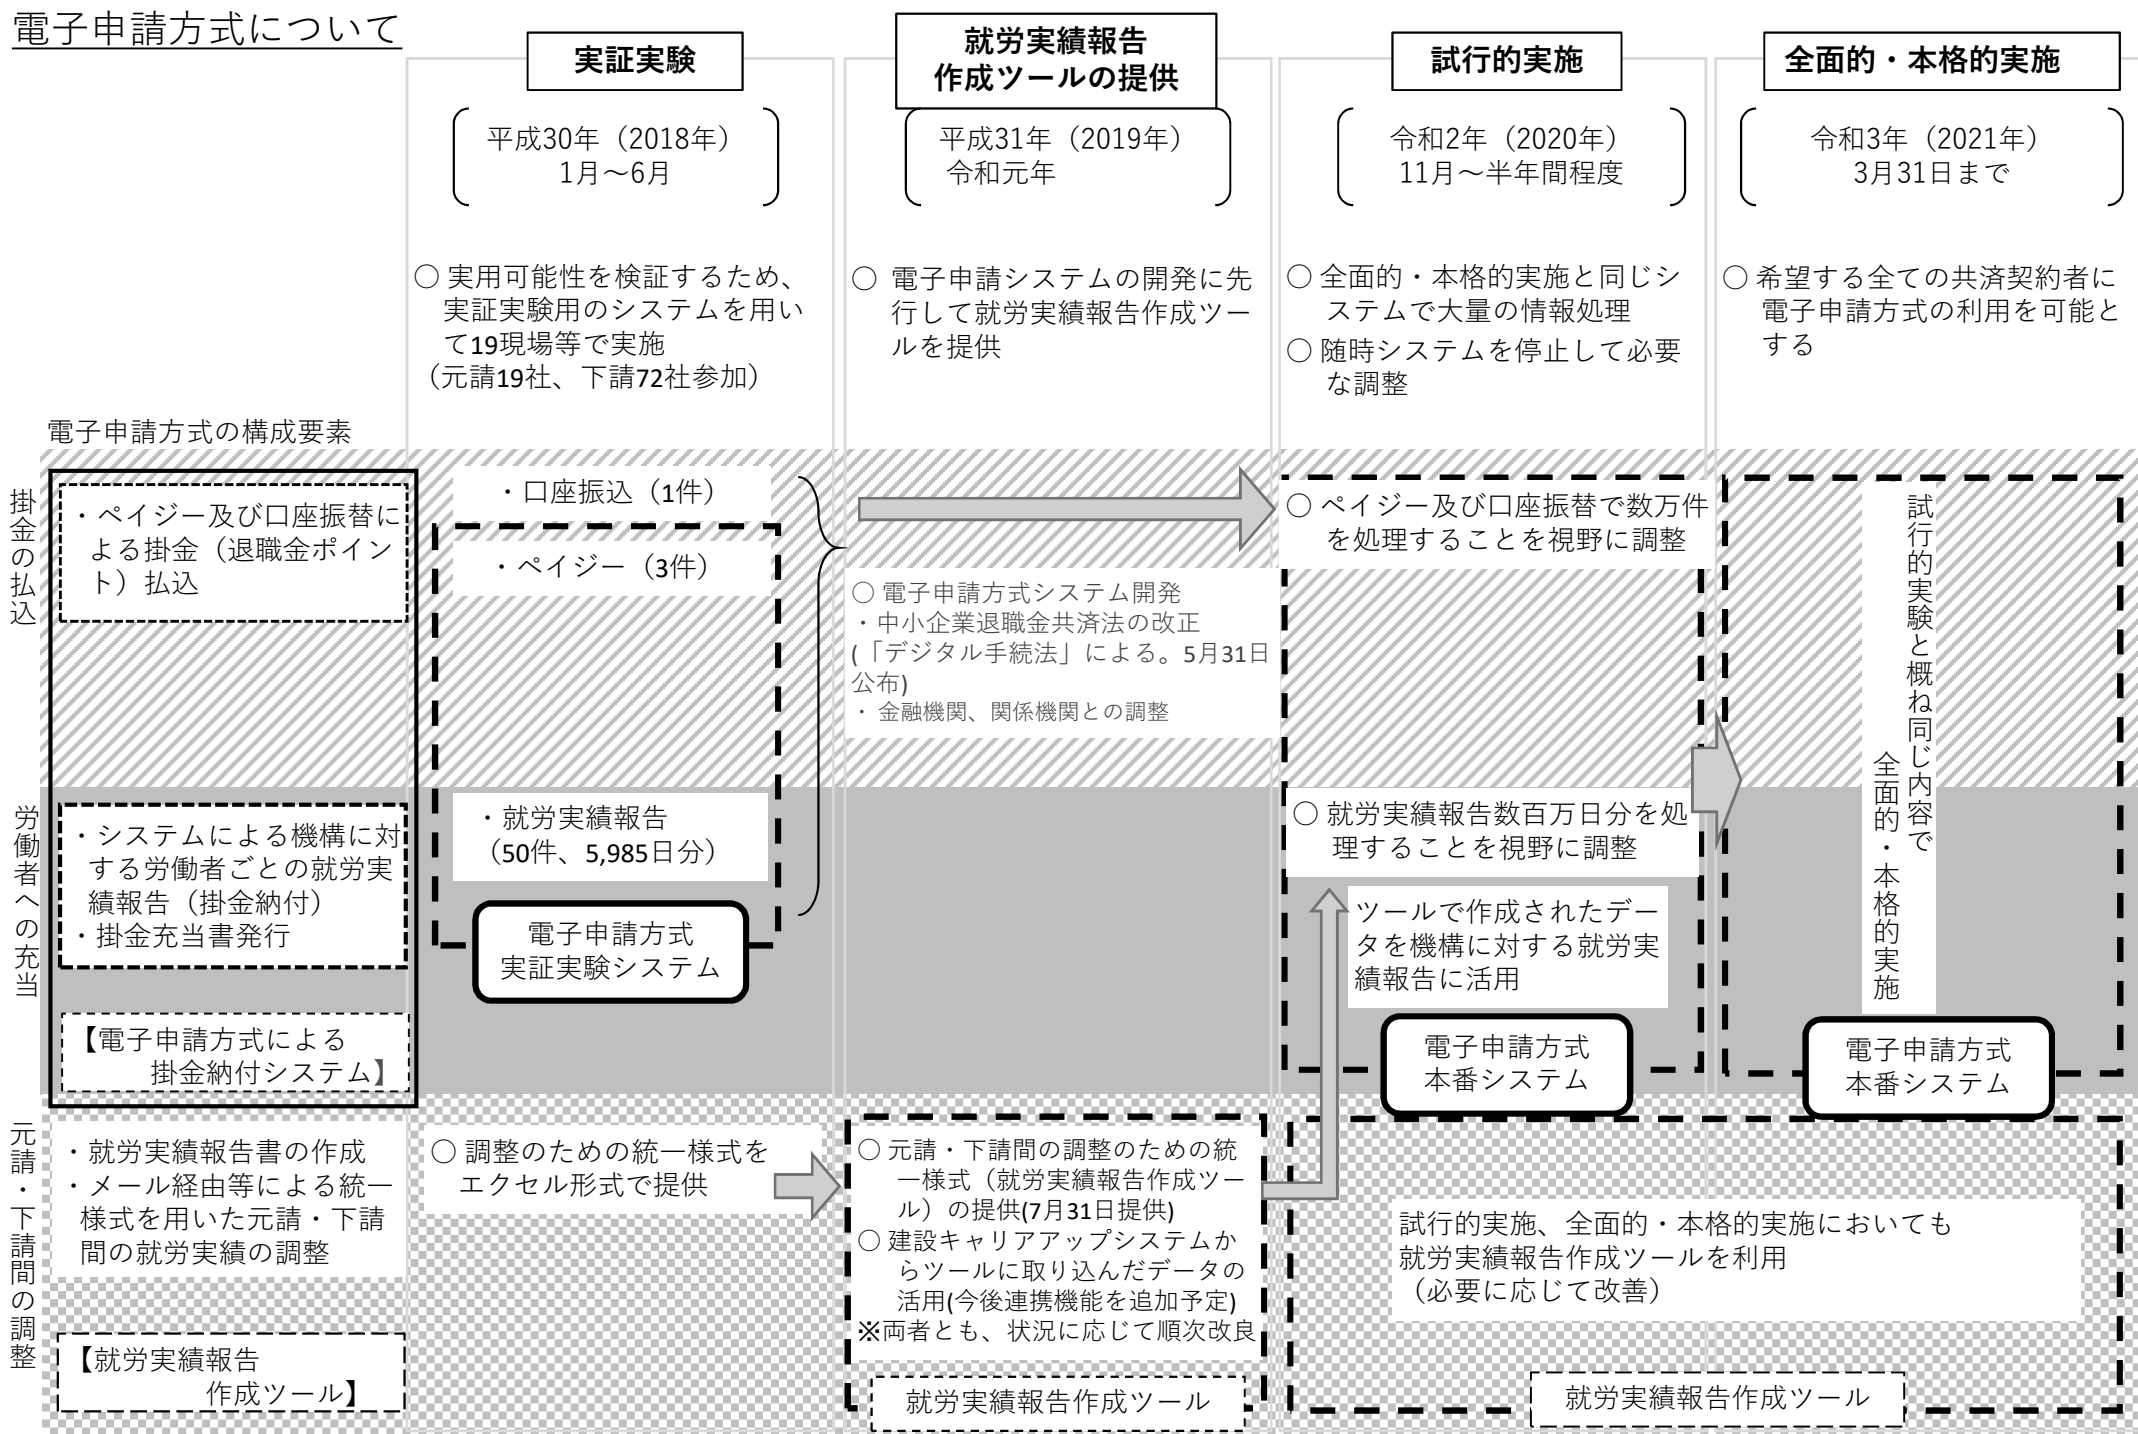 電子申請方式について
実証実験
平成30年（2018年）
1月～6月
○ 実用可能性を検証するため、
実証実験用のシステムを用い
て19現場等で実施
（元請19社、下請72社参加）
就労実績報告
作成ツールの提供
平成31年（2019年）
令和元年
○ 電子申請システムの開発に先
行して就労実績報告作成ツー
ルを提供
試行的実施
令和2年（2020年）
11月～半年間程度
○ 全面的・本格的実施と同じシ
ステムで大量の情報処理
○ 随時システムを停止して必要
な調整
全面的・本格的実施
令和3年（2021年）
3月31日まで
○ 希望する全ての共済契約者に
電子申請方式の利用を可能と
する
電子申請方式の構成要素
掛金の払込
・ペイジー及び口座振替に
よる掛金（退職金ポイン
ト）払込
・口座振込（1件）
・ペイジー（3件）
○ 電子申請方式システム開発
・中小企業退職金共済法の改正
(「デジタル手続法」による。5月31日
公布)
・ 金融機関、関係機関との調整
○ ペイジー及び口座振替で数万件
を処理することを視野に調整
試行的実験と概ね同じ内容で
全面的・本格的実施
労働者への充当
・システムによる機構に対
する労働者ごとの就労実
績報告（掛金納付）
・掛金充当書発行
【電子申請方式による
掛金納付システム】
・就労実績報告
（50件、5,985日分）
電子申請方式
実証実験システム
○ 就労実績報告数百万日分を処
理することを視野に調整
ツールで作成されたデー
タを機構に対する就労実
績報告に活用
電子申請方式
本番システム
電子申請方式
本番システム
元請・下請間の調整
・就労実績報告書の作成
・メール経由等による統一
様式を用いた元請・下請
間の就労実績の調整
【就労実績報告
作成ツール】
○ 調整のための統一様式を
エクセル形式で提供
○ 元請・下請間の調整のための統
一様式（就労実績報告作成ツー
ル）の提供(7月31日提供)
○ 建設キャリアアップシステムか
らツールに取り込んだデータの
活用(今後連携機能を追加予定)
※両者とも、状況に応じて順次改良
就労実績報告作成ツール
試行的実施、全面的・本格的実施においても
就労実績報告作成ツールを利用
（必要に応じて改善）
就労実績報告作成ツール